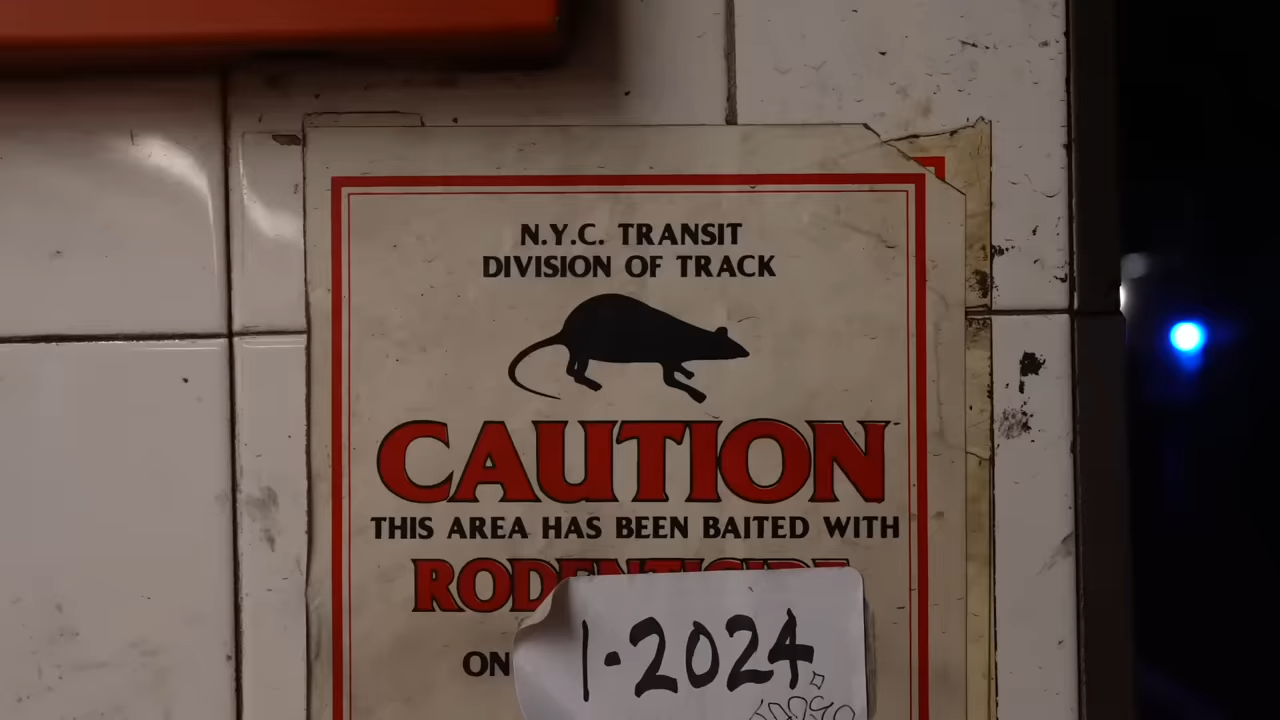 N.Y.C. TRANSIT
DIVISION OF TRACK
CAUTION
THIS AREA HAS BEEN BAITED WITH
RODENTICIDE
ON
1-2024